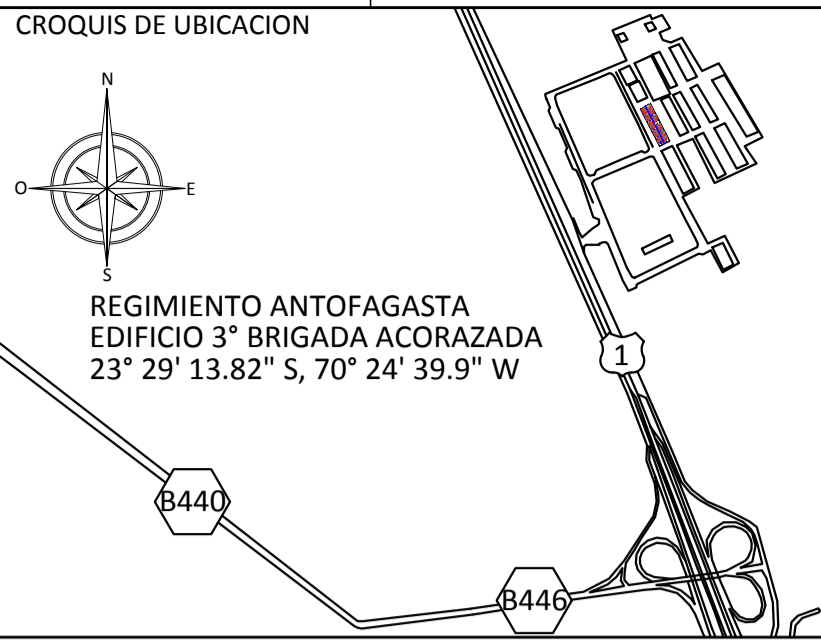 CROQUIS DE UBICACION
N
O
E
S
REGIMIENTO ANTOFAGASTA
EDIFICIO 3° BRIGADA ACORAZADA
23° 29' 13.82" S, 70° 24' 39.9" W
1
B440
B446